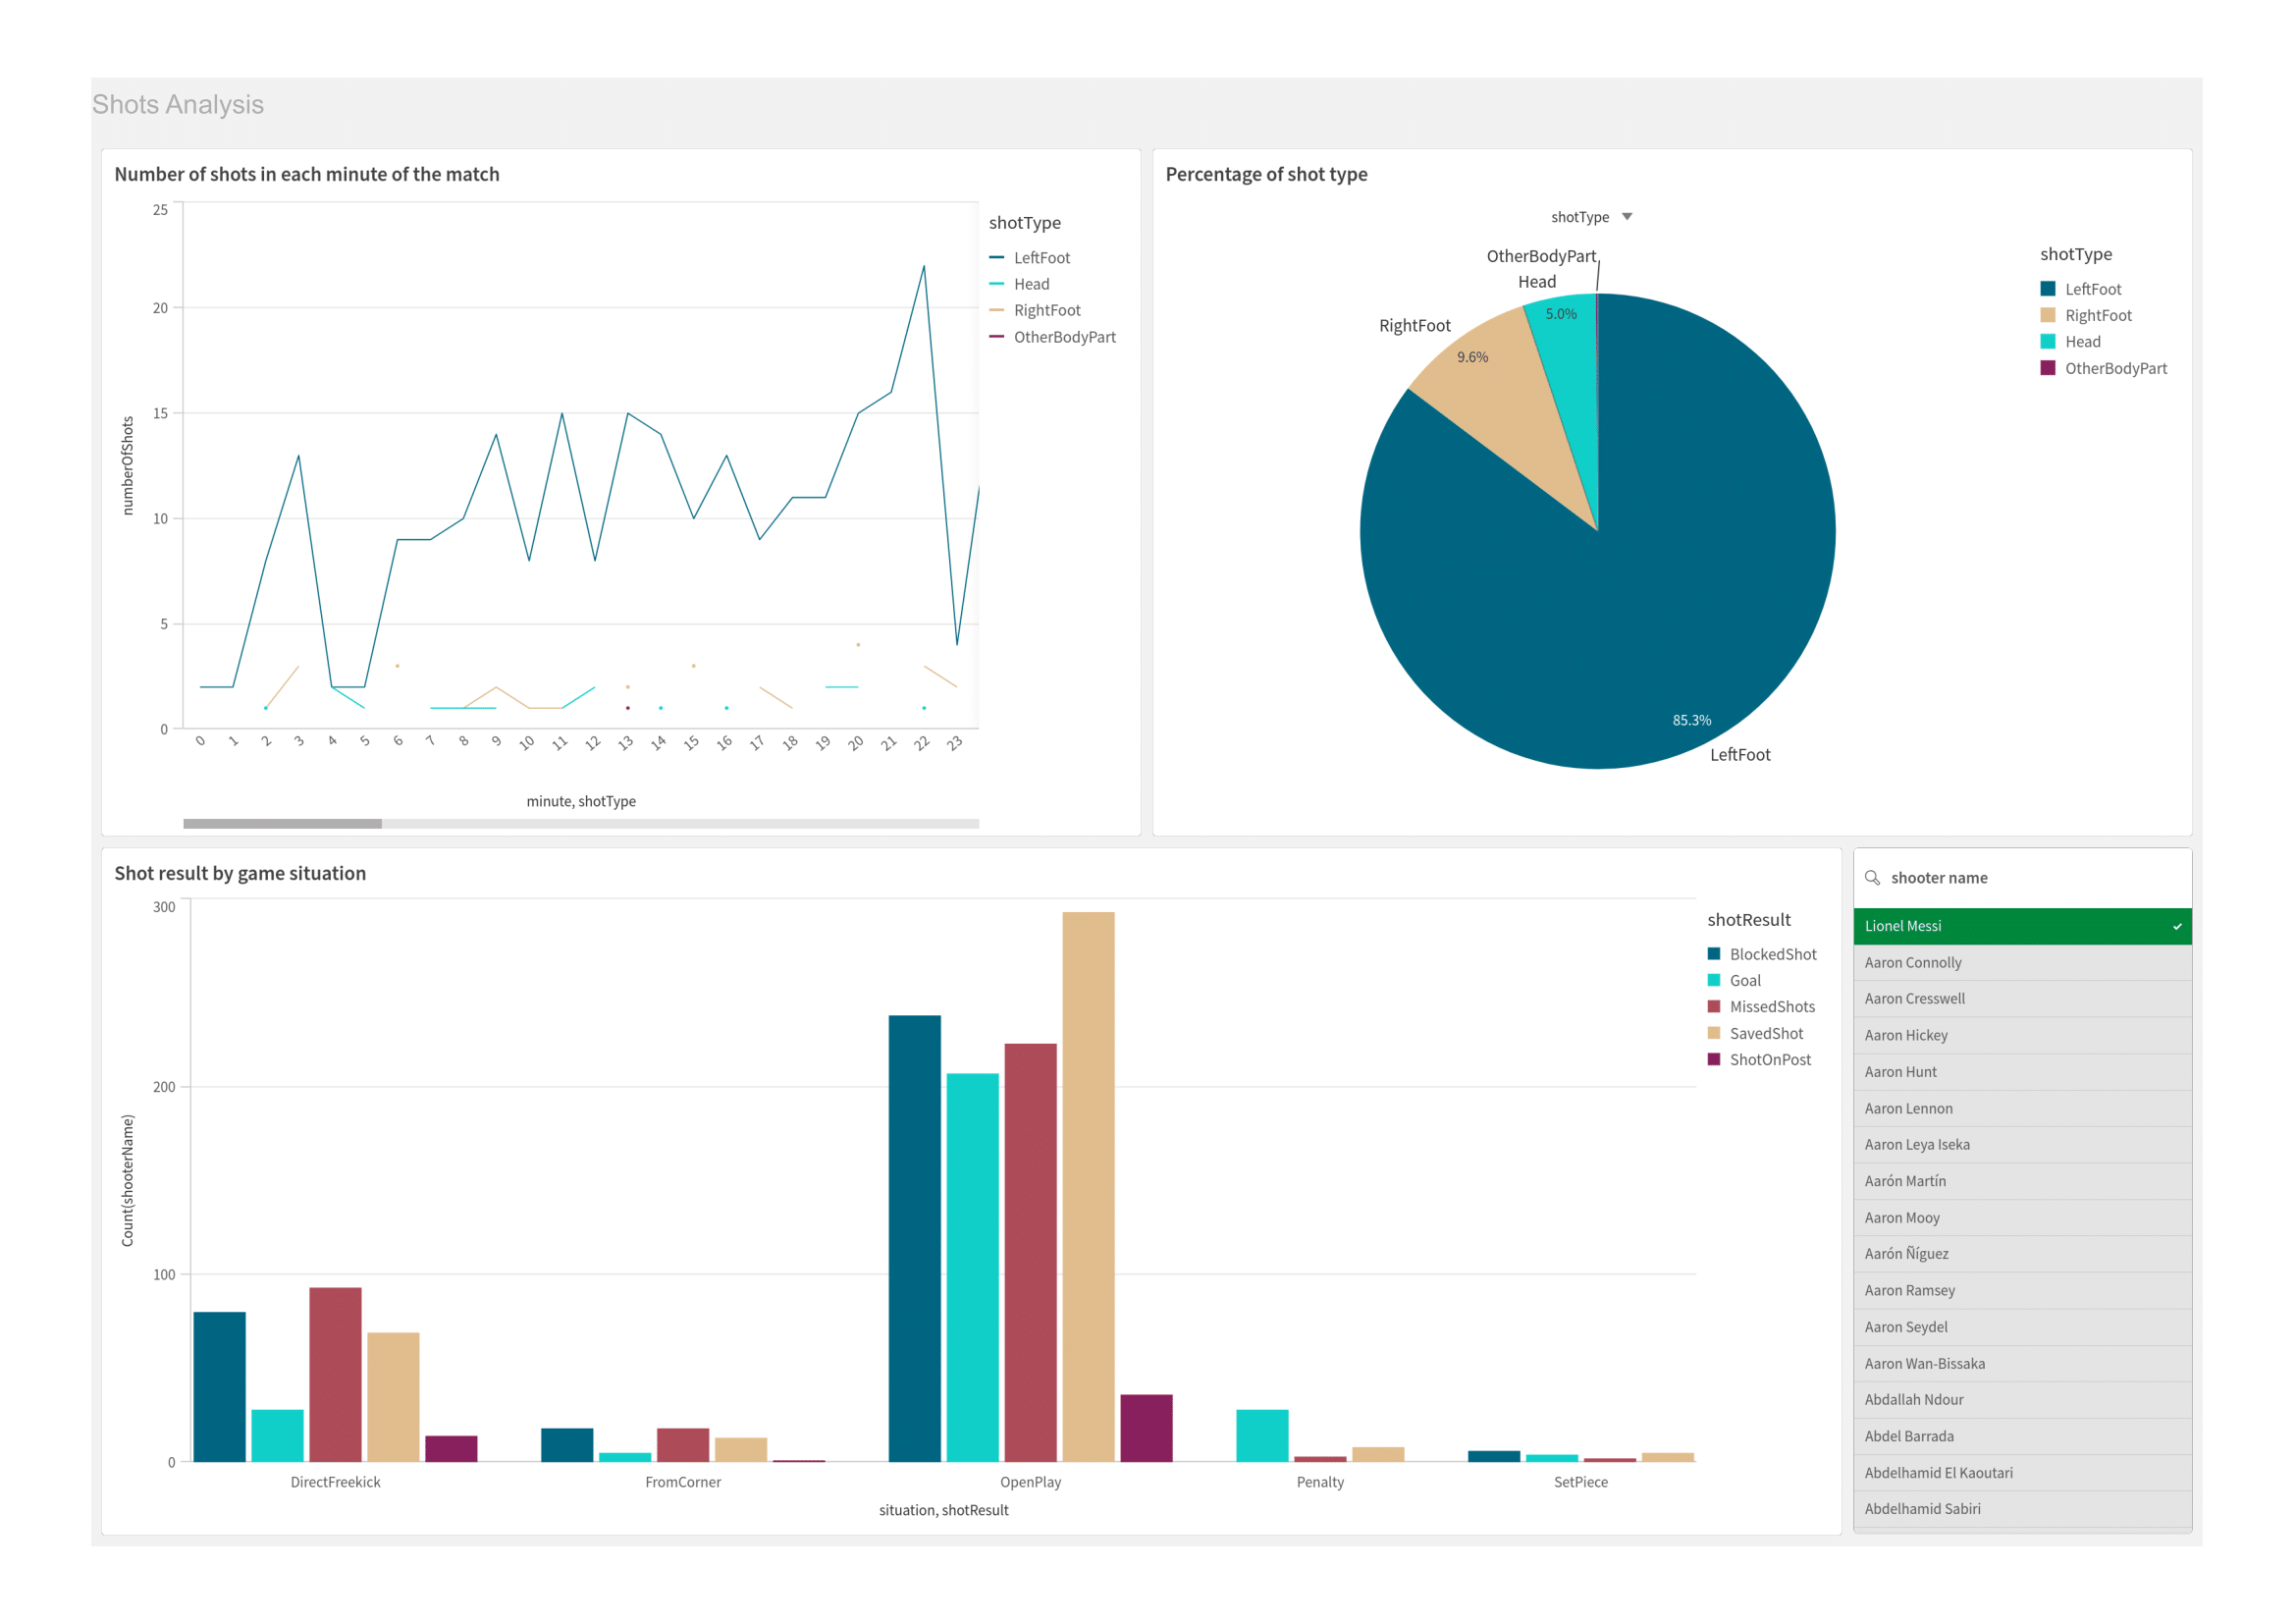 Shots Analysis
Number of shots in each minute of the match
numberOfShots
25
20
15
10
5
0
0 1 2 3 4 5 6 7 8 9 10 11 12 13 14 15 16 17 18 19 20 21 22 23
minute, shotType
shotType
LeftFoot
Head
RightFoot
OtherBodyPart
Percentage of shot type
shotType
OtherBodyPart
Head
5.0%
RightFoot
9.6%
85.3%
LeftFoot
shotType
LeftFoot
RightFoot
Head
OtherBodyPart
Shot result by game situation
Count(shooterName)
300
200
100
0
DirectFreekick FromCorner OpenPlay Penalty SetPiece
situation, shotResult
shotResult
BlockedShot
Goal
MissedShots
SavedShot
ShotOnPost
shooter name
Lionel Messi
Aaron Connolly
Aaron Cresswell
Aaron Hickey
Aaron Hunt
Aaron Lennon
Aaron Leya Iseka
Aarón Martín
Aaron Mooy
Aarón Ñíguez
Aaron Ramsey
Aaron Seydel
Aaron Wan-Bissaka
Abdallah Ndour
Abdel Barrada
Abdelhamid El Kaoutari
Abdelhamid Sabiri